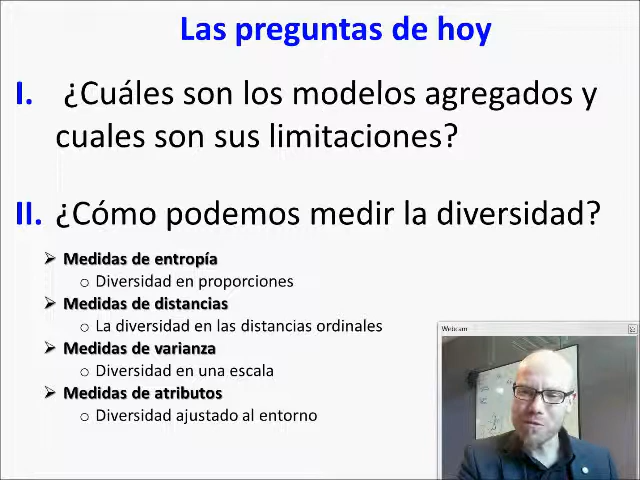 Las preguntas de hoy
I. ¿Cuáles son los modelos agregados y
cuales son sus limitaciones?
II. ¿Cómo podemos medir la diversidad?
Medidas de entropía
Diversidad en proporciones
Medidas de distancias
La diversidad en las distancias ordinales
Medidas de varianza
Diversidad en una escala
Medidas de atributos
Diversidad ajustado al entorno
Webcam